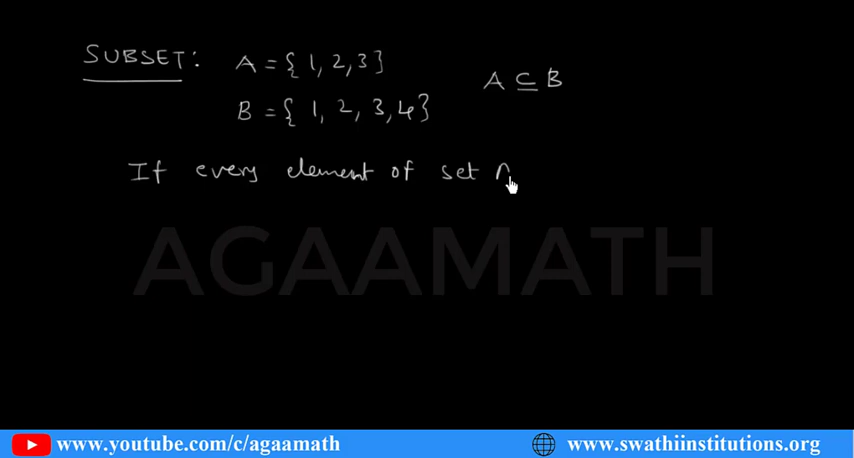 SUBSET: A = { 1, 2, 3 }
A ⊆ B
B = { 1, 2, 3, 4 }
If every element of set
AGAAMATH
www.youtube.com/c/agaamath
www.swathiinstitutions.org